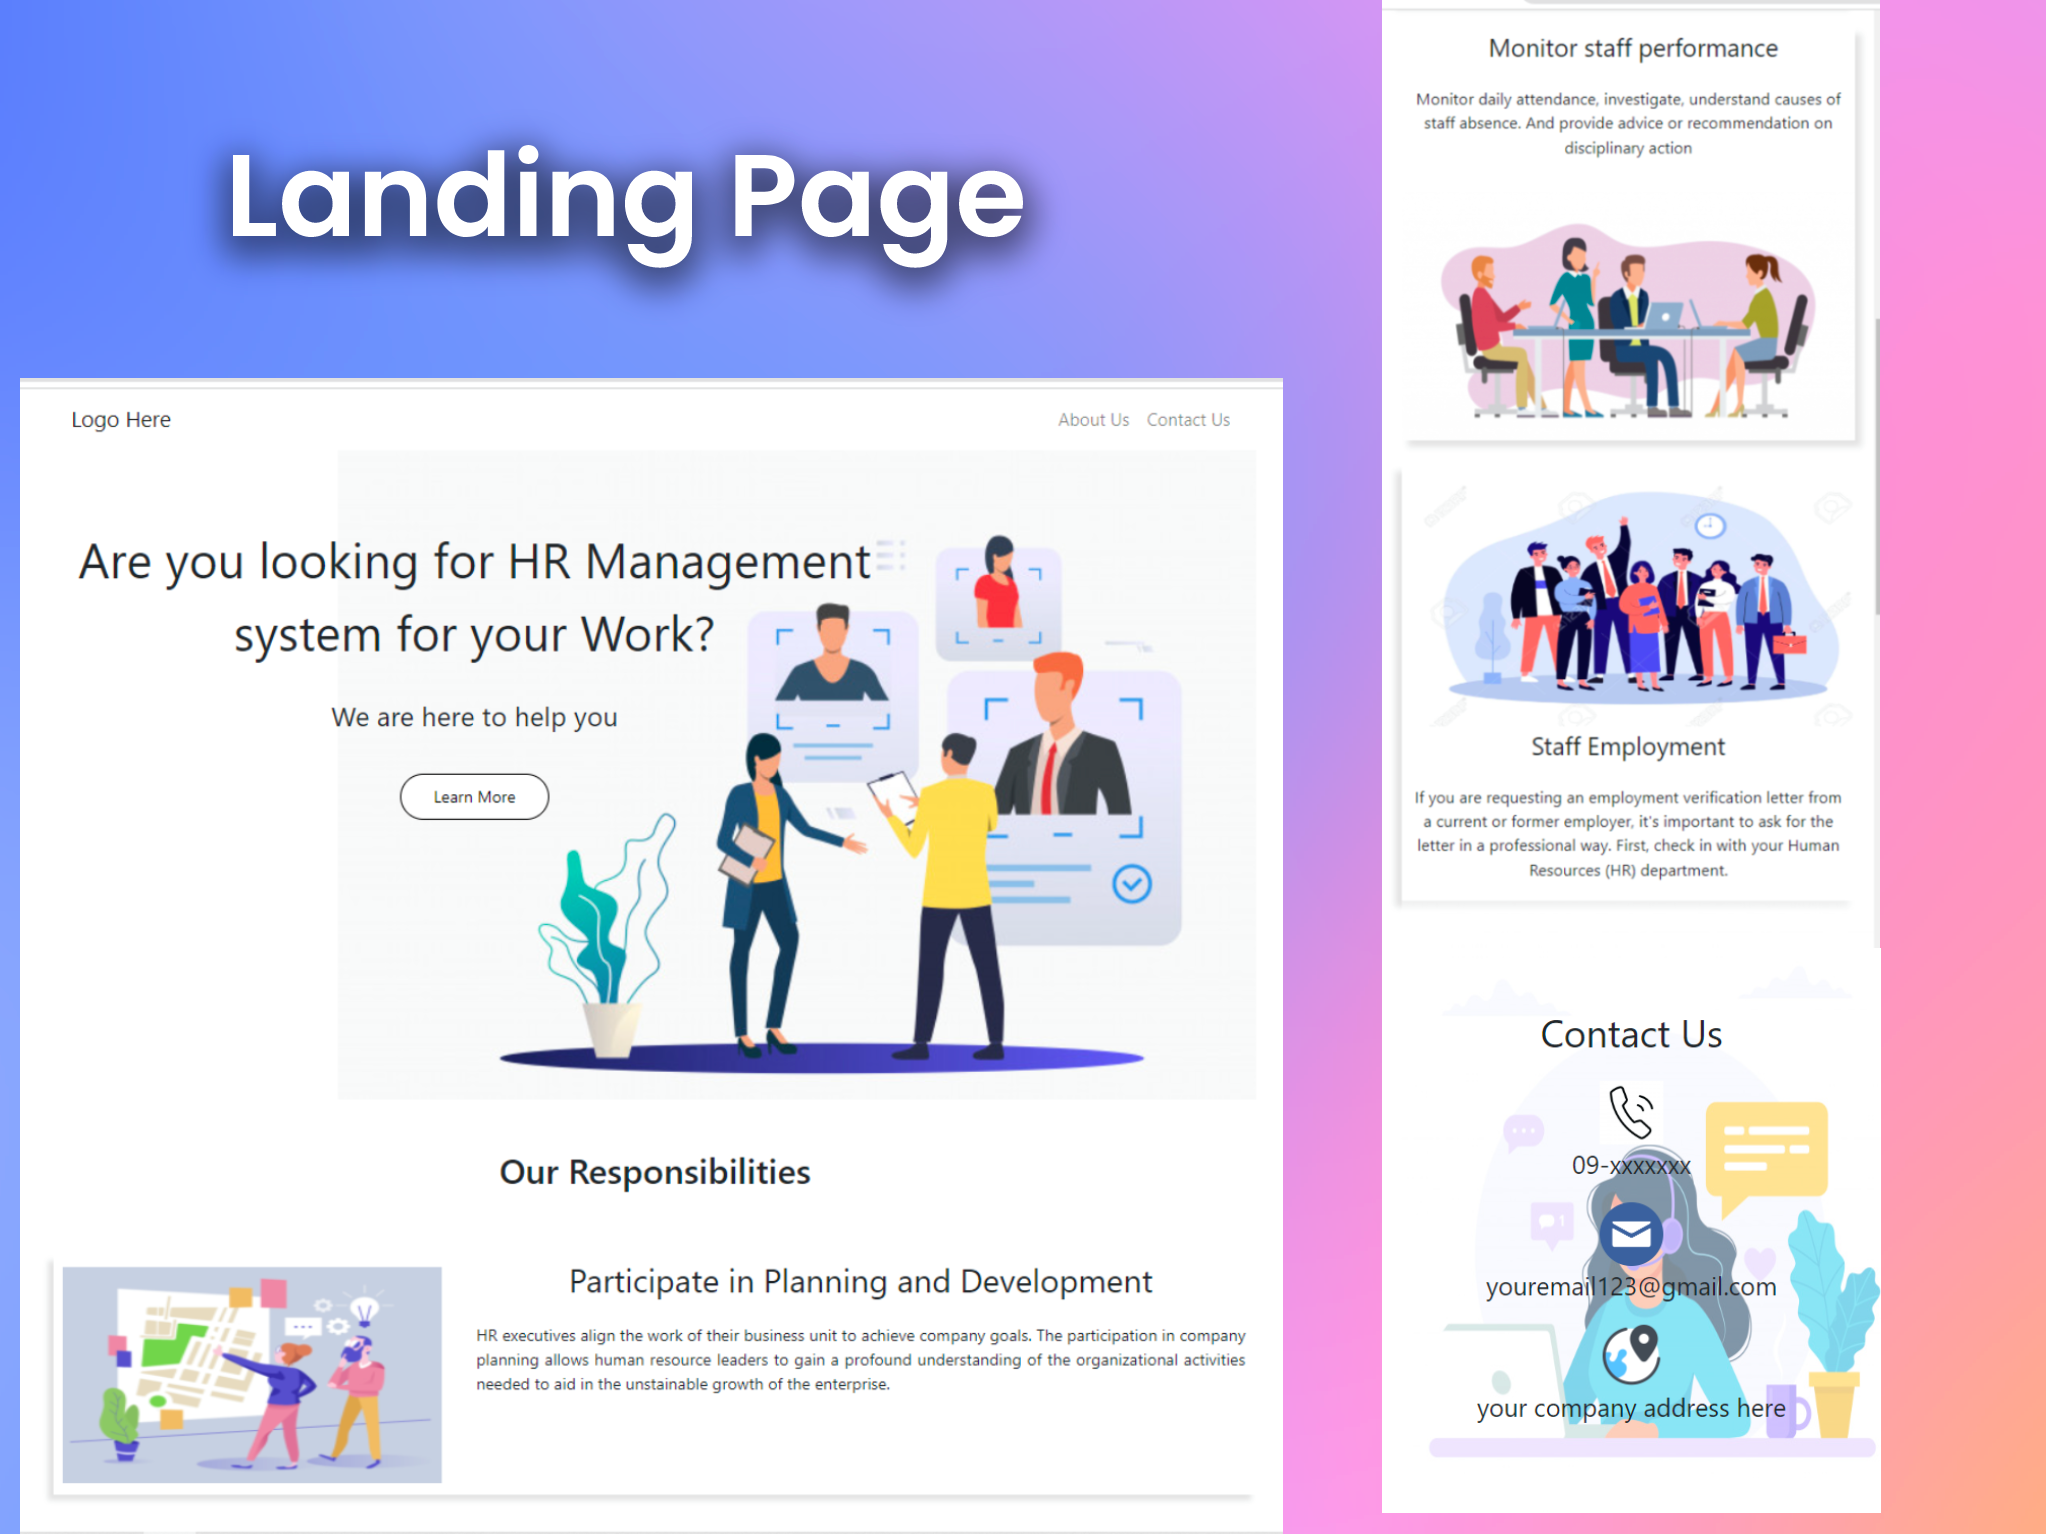 Landing Page
Logo Here
About Us
Contact Us
Are you looking for HR Management
system for your Work?
We are here to help you
Learn More
Our Responsibilities
Participate in Planning and Development
HR executives align the work of their business unit to achieve company goals. The participation in company
planning allows human resource leaders to gain a profound understanding of the organizational activities
needed to aid in the unstainable growth of the enterprise.
Monitor staff performance
Monitor daily attendance, investigate, understand causes of
staff absence. And provide advice or recommendation on
disciplinary action
Staff Employment
If you are requesting an employment verification letter from
a current or former employer, it's important to ask for the
letter in a professional way. First, check in with your Human
Resources (HR) department.
Contact Us
09-xxxxxxx
1
youremail123@gmail.com
your company address here